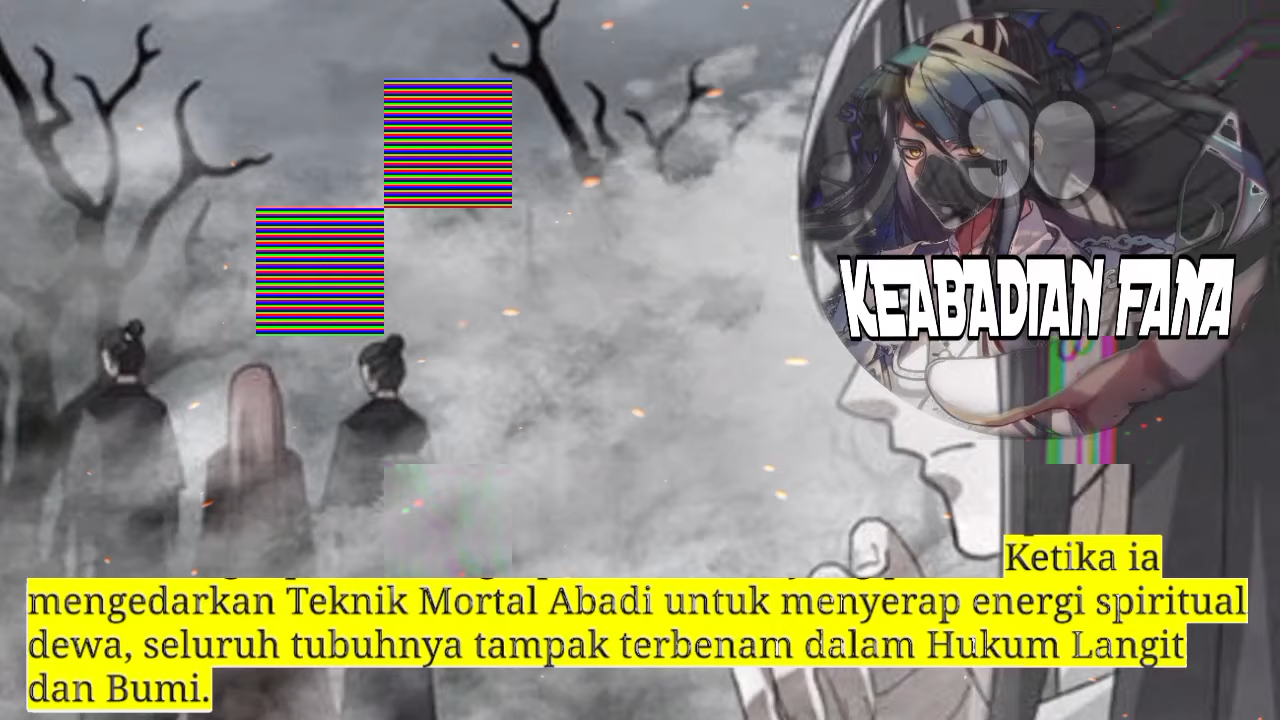 KEABADIAN FANA
Ketika ia
mengedarkan Teknik Mortal Abadi untuk menyerap energi spiritual
dewa, seluruh tubuhnya tampak terbenam dalam Hukum Langit
dan Bumi.